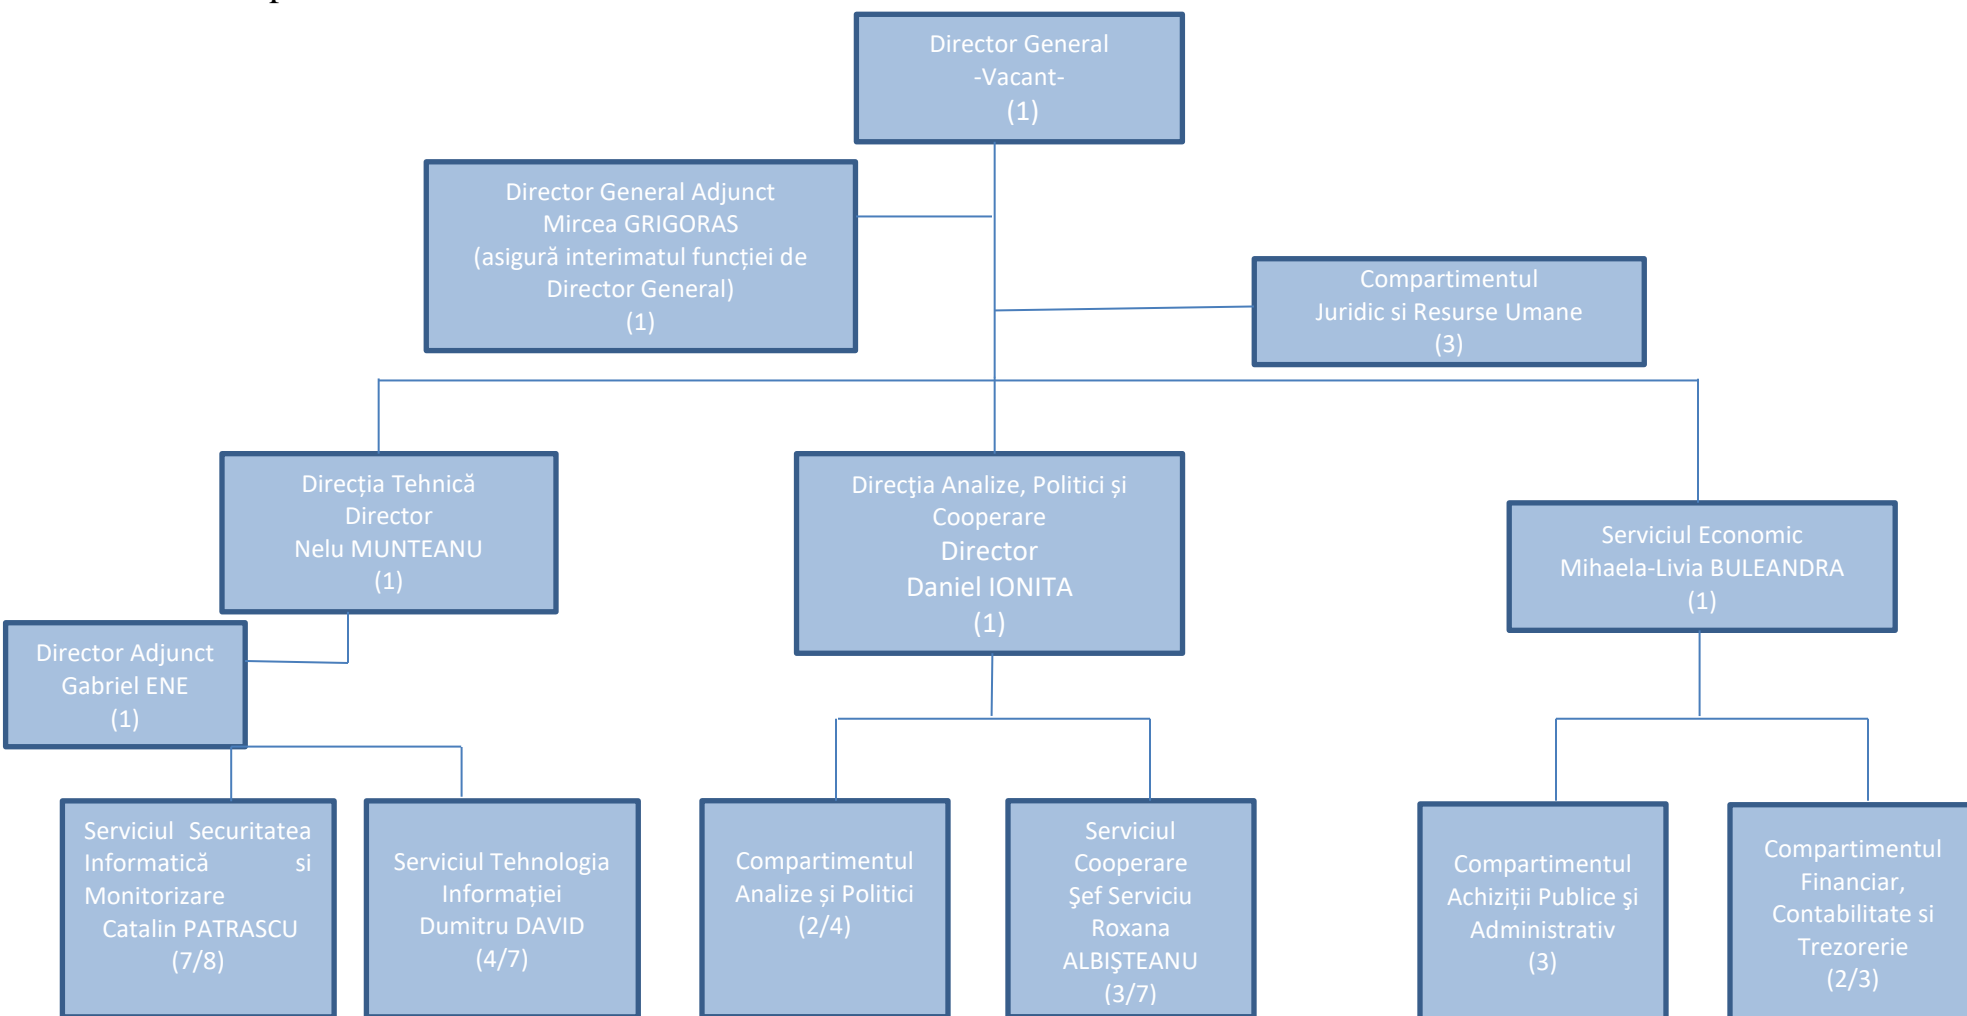 Director General
-Vacant-
(1)
Director General Adjunct
Mircea GRIGORAS
(asigură interimatul funcției de
Director General)
(1)
Compartimentul
Juridic si Resurse Umane
(3)
Direcția Tehnică
Director
Nelu MUNTEANU
(1)
Direcţia Analize, Politici și
Cooperare
Director
Daniel IONITA
(1)
Serviciul Economic
Mihaela-Livia BULEANDRA
(1)
Director Adjunct
Gabriel ENE
(1)
Serviciul Securitatea
Informatică si
Monitorizare
Catalin PATRASCU
(7/8)
Serviciul Tehnologia
Informației
Dumitru DAVID
(4/7)
Compartimentul
Analize și Politici
(2/4)
Serviciul
Cooperare
Şef Serviciu
Roxana
ALBIŞTEANU
(3/7)
Compartimentul
Achiziții Publice şi
Administrativ
(3)
Compartimentul
Financiar,
Contabilitate si
Trezorerie
(2/3)